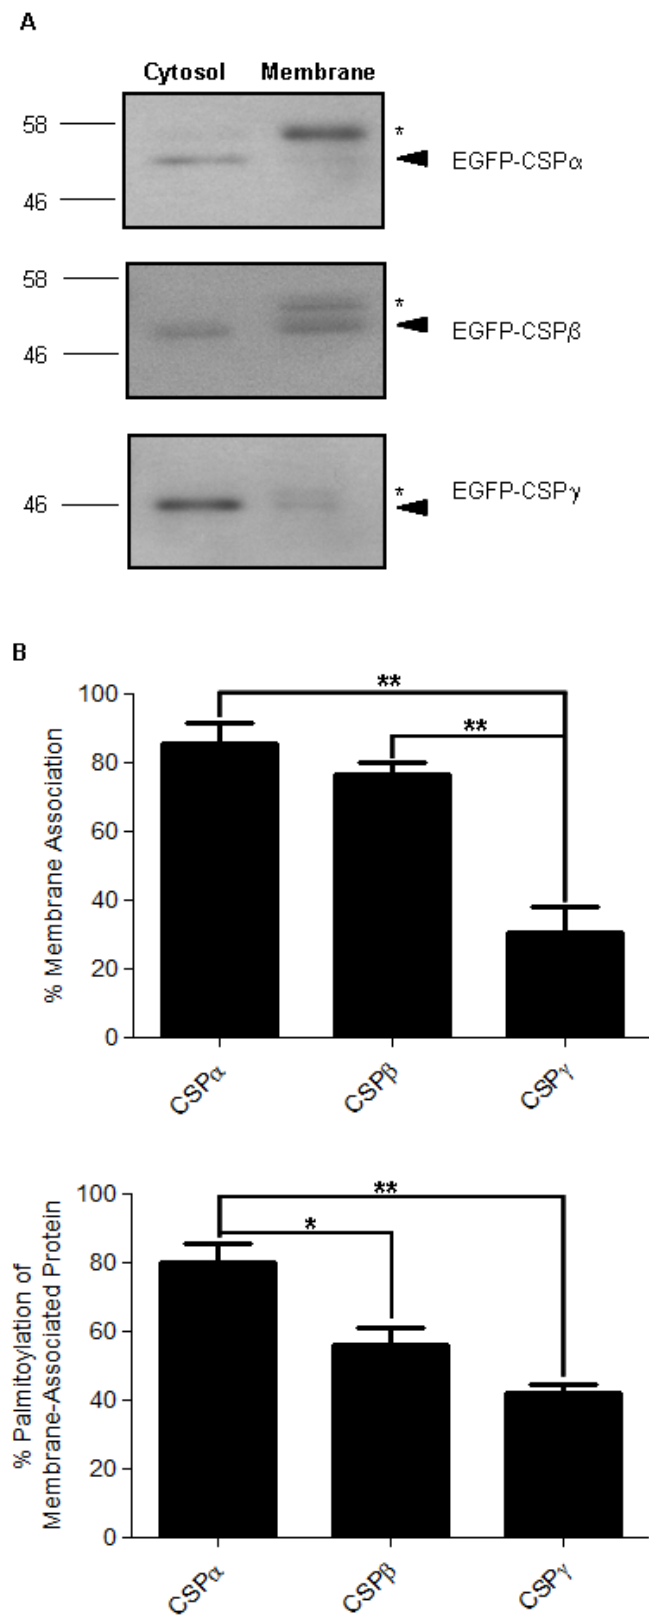 A
Cytosol Membrane
58
*
EGFP-CSPα
46
58
*
EGFP-CSPβ
46
*
EGFP-CSPγ
46
B
% Membrane Association
100
80
60
40
20
0
**
**
CSPα
CSPβ
CSPγ
% Palmitoylation of
Membrane-Associated Protein
100
80
60
40
20
0
**
*
CSPα
CSPβ
CSPγ